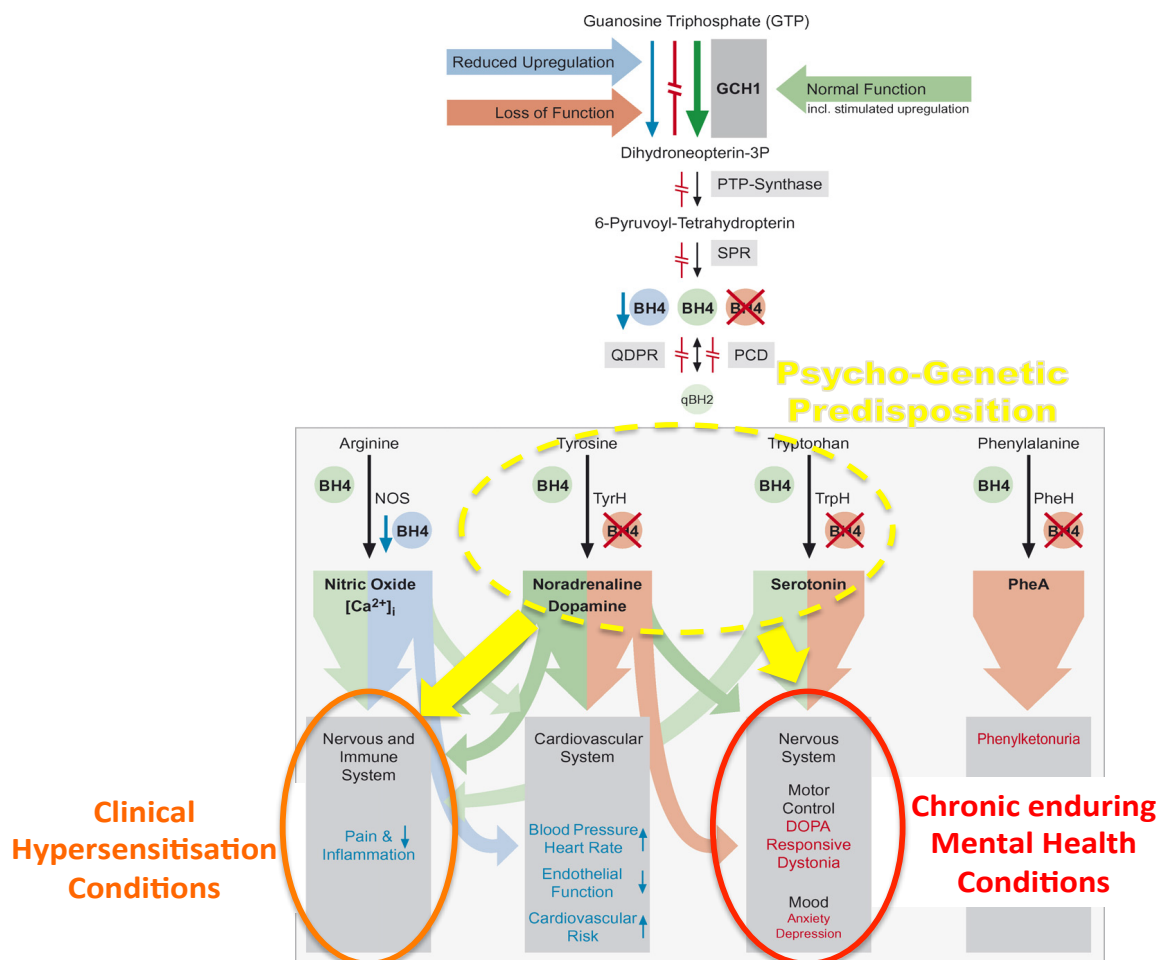 Guanosine Triphosphate (GTP)
Reduced Upregulation
Loss of Function
GCH1
Normal Function
incl. stimulated upregulation
Dihydroneopterin-3P
PTP-Synthase
6-Pyruvoyl-Tetrahydropterin
SPR
BH4
BH4
BH4
QDPR
PCD
qBH2
Psycho-Genetic
Predisposition
Arginine
Tyrosine
Tryptophan
Phenylalanine
BH4
BH4
BH4
BH4
NOS
TyrH
TrpH
PheH
BH4
BH4
BH4
BH4
Nitric Oxide
[Ca²⁺]ᵢ
Noradrenaline
Dopamine
Serotonin
PheA
Nervous and
Immune
System
Pain &
Inflammation
Cardiovascular
System
Blood Pressure
Heart Rate
Endothelial
Function
Cardiovascular
Risk
Nervous
System
Motor
Control
DOPA
Responsive
Dystonia
Mood
Anxiety
Depression
Phenylketonuria
Clinical
Hypersensitisation
Conditions
Chronic enduring
Mental Health
Conditions